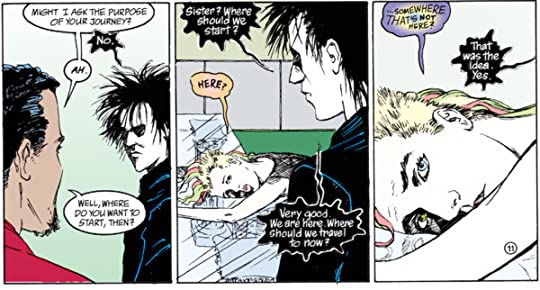 MIGHT I ASK THE PURPOSE
OF YOUR JOURNEY?
No.
AH.
WELL, WHERE
DO YOU WANT TO
START, THEN?
Sister? Where
should we
start?
HERE?
Very good.
We are here. Where
should we travel
to now?
...SOMEWHERE
THAT'S NOT
HERE?
That
was the
idea.
Yes.
11